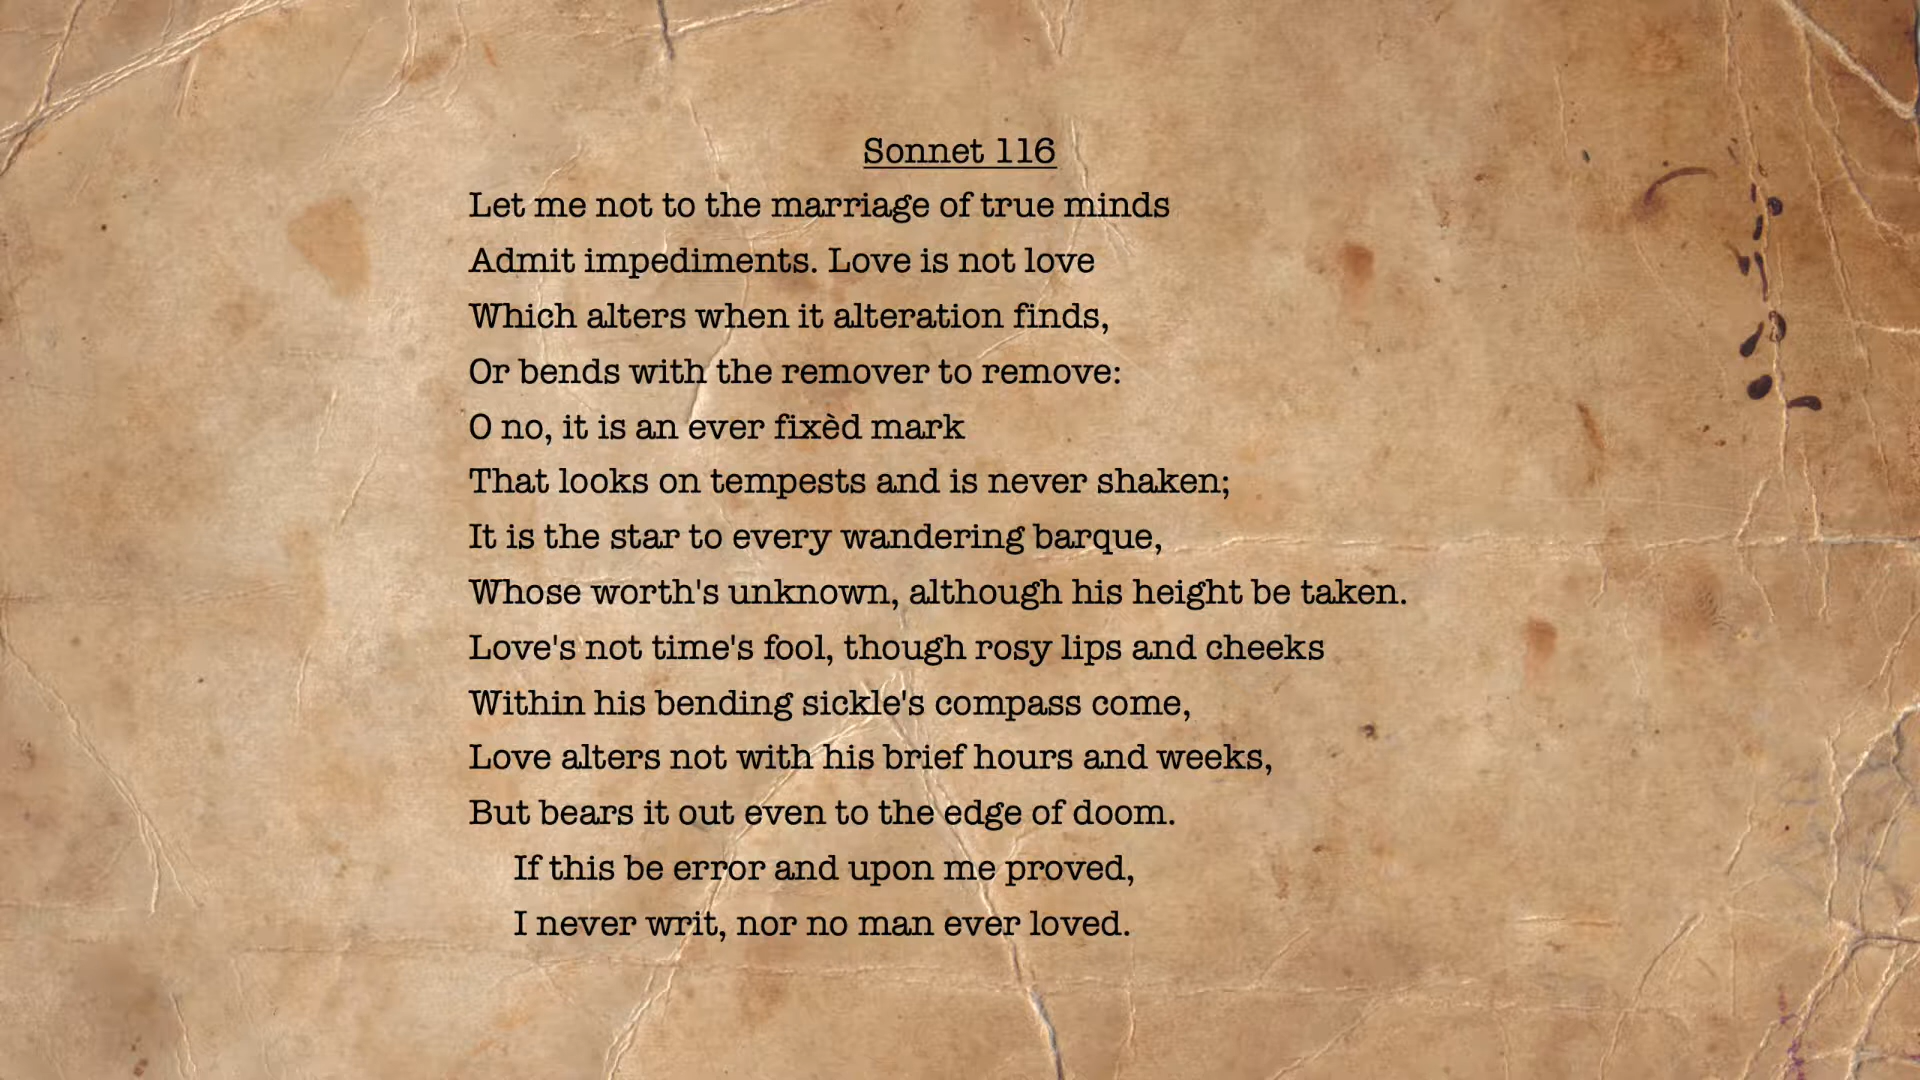 Sonnet 116
Let me not to the marriage of true minds
Admit impediments. Love is not love
Which alters when it alteration finds,
Or bends with the remover to remove:
O no, it is an ever fixèd mark
That looks on tempests and is never shaken;
It is the star to every wandering barque,
Whose worth's unknown, although his height be taken.
Love's not time's fool, though rosy lips and cheeks
Within his bending sickle's compass come,
Love alters not with his brief hours and weeks,
But bears it out even to the edge of doom.
If this be error and upon me proved,
I never writ, nor no man ever loved.